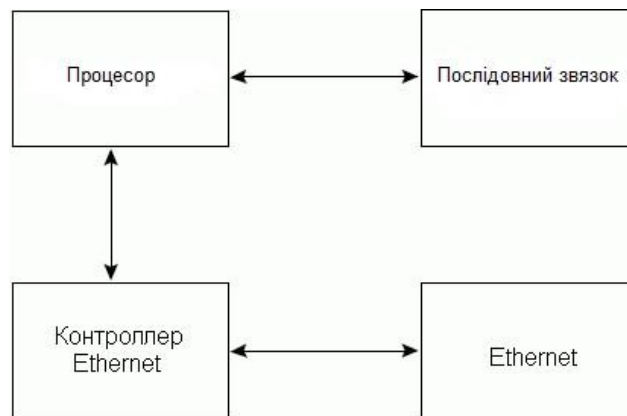 Процесор
Послідовний звязок
Контроллер
Ethernet
Ethernet